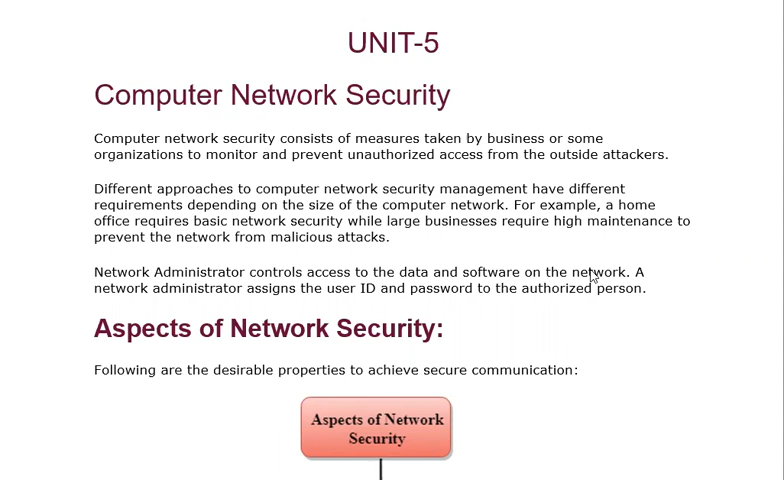 UNIT-5
Computer Network Security
Computer network security consists of measures taken by business or some
organizations to monitor and prevent unauthorized access from the outside attackers.
Different approaches to computer network security management have different
requirements depending on the size of the computer network. For example, a home
office requires basic network security while large businesses require high maintenance to
prevent the network from malicious attacks.
Network Administrator controls access to the data and software on the network. A
network administrator assigns the user ID and password to the authorized person.
Aspects of Network Security:
Following are the desirable properties to achieve secure communication:
Aspects of Network
Security